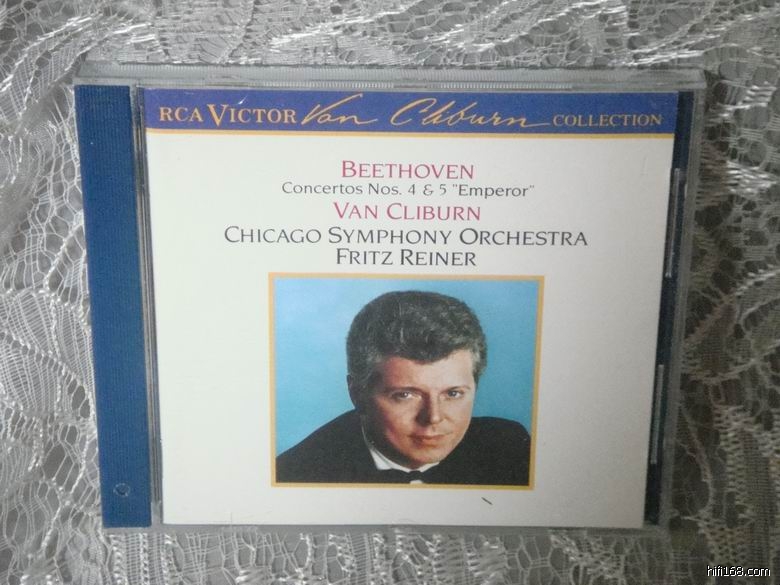 RCA VICTOR Van Cliburn COLLECTION
BEETHOVEN
Concertos Nos. 4 & 5 "Emperor"
VAN CLIBURN
CHICAGO SYMPHONY ORCHESTRA
FRITZ REINER
hifi168.com